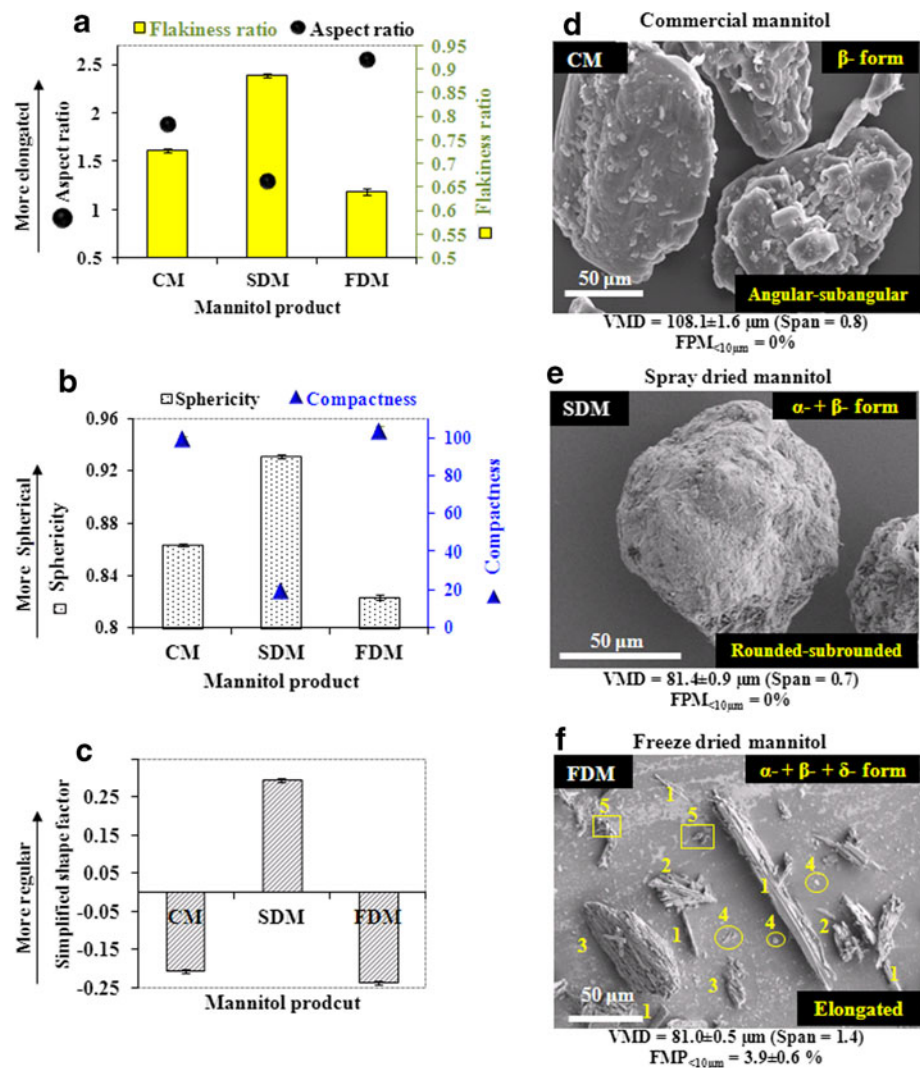 a
Flakiness ratio
Aspect ratio
More elongated
Aspect ratio
2.5
2
1.5
1
0.5
0.95
0.9
0.85
0.8
0.75
0.7
0.65
0.6
0.55
0.5
Flakiness ratio
CM SDM FDM
Mannitol product
b
Sphericity
Compactness
More Spherical
Sphericity
0.96
0.92
0.88
0.84
0.8
100
80
60
40
20
0
Compactness
CM SDM FDM
Mannitol product
c
More regular
Simplified shape factor
0.25
0.15
0.05
-0.05
-0.15
-0.25
CM SDM FDM
Mannitol prodcut
d
Commercial mannitol
CM
β- form
50 µm
Angular-subangular
VMD = 108.1±1.6 µm (Span = 0.8)
FPM<10µm = 0%
e
Spray dried mannitol
SDM
α- + β- form
50 µm
Rounded-subrounded
VMD = 81.4±0.9 µm (Span = 0.7)
FPM<10µm = 0%
f
Freeze dried mannitol
FDM
α- + β- + δ- form
1
5
5
2
4
1
1
4
4
2
3
3
1
1
50 µm
Elongated
VMD = 81.0±0.5 µm (Span = 1.4)
FMP<10µm = 3.9±0.6 %